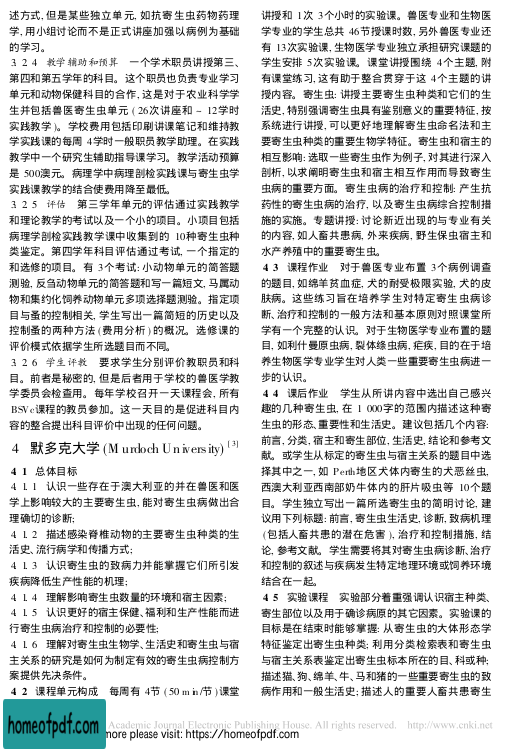 述方式, 但是某些独立单元, 如抗寄生虫药物药理
学, 用小组讨论而不是正式讲座加强以病例为基础
的学习。
3 2 4 教学辅助和预算 一个学术职员讲授第三、
第四和第五学年的科目。这个职员也负责专业学习
单元和动物保健科目的合作, 这是对于农业科学学
生并包括兽医寄生虫单元 ( 26次讲座和 - 12学时
实践教学 )。学校费用包括印刷讲课笔记和维持教
学实践课的每周 4学时一般职员教学助理。在实践
教学中一个研究生辅助指导课学习。教学活动预算
是 500澳元。病理学中病理剖检实践课与寄生虫学
实践课教学的结合使费用降至最低。
3 2 5 评估 第三学年单元的评估通过实践教学
和理论教学的考试以及一个小的项目。小项目包括
病理学剖检实践教学课中收集到的 10种寄生虫种
类鉴定。第四学年科目评估通过考试, 一个指定的
和选修的项目。有 3个考试: 小动物单元的简答题
测验, 反刍动物单元的简答题和写一篇短文, 马属动
物和集约化饲养动物单元多项选择题测验。指定项
目与蚤的控制相关, 学生写出一篇简短的历史以及
控制蚤的两种方法 ( 费用分析 ) 的概况。选修课的
评价模式依据学生所选题目而不同。
3 2 6 学生评教 要求学生分别评价教职员和科
目。前者是秘密的, 但是后者用于学校的兽医学教
学委员会检查用。每年学校召开一天课程会, 所有
BSVc课程的教员参加。这一天目的是促进科目内
容的整合提出科目评价中出现的任何问题。
4 默多克大学 (Murdoch University) [3]
4 1 总体目标
4 1 1 认识一些存在于澳大利亚的并在兽医和医
学上影响较大的主要寄生虫, 能对寄生虫病做出合
理确切的诊断;
4 1 2 描述感染脊椎动物的主要寄生虫种类的生
活史, 流行病学和传播方式;
4 1 3 认识寄生虫的致病力并能掌握它们所引发
疾病降低生产性能的机理;
4 1 4 理解影响寄生虫数量的环境和宿主因素;
4 1 5 认识更好的宿主保健、福利和生产性能而进
行寄生虫病治疗和控制的必要性;
4 1 6 理解对寄生虫生物学、生活史和寄生虫与宿
主关系的研究是如何为制定有效的寄生虫病控制方
案提供先决条件。
4 2 课程单元构成 每周有 4节 ( 50 min /节 ) 课堂
讲授和 1次 3个小时的实验课。兽医专业和生物医
学专业的学生总共 46节授课时数, 另外兽医专业还
有 13次实验课, 生物医学专业独立承担研究课题的
学生安排 5次实验课。课堂讲授围绕 4个主题, 附
有课堂练习, 这有助于整合贯穿于这 4个主题的讲
授内容。寄生虫: 讲授主要寄生虫种类和它们的生
活史, 特别强调寄生虫具有鉴别意义的重要特征, 按
系统进行讲授, 可以更好地理解寄生虫命名法和主
要寄生虫种类的重要生物学特征。寄生虫和宿主的
相互影响: 选取一些寄生虫作为例子, 对其进行深入
剖析, 以求阐明寄生虫和宿主相互作用而导致寄生
虫病的重要方面。寄生虫病的治疗和控制: 产生抗
药性的寄生虫病的治疗, 以及寄生虫病综合控制措
施的实施。专题讲授: 讨论新近出现的与专业有关
的内容, 如人畜共患病, 外来疾病, 野生保虫宿主和
水产养殖中的重要寄生虫。
4 3 课程作业 对于兽医专业布置 3个病例调查
的题目, 如绵羊贫血症, 犬的耐受极限实验, 犬的皮
肤病。这些练习旨在培养学生对特定寄生虫病诊
断、治疗和控制的一般方法和基本原则对照课堂所
学有一个完整的认识。对于生物医学专业布置的题
目, 如利什曼原虫病, 裂体绦虫病, 疟疾, 目的在于培
养生物医学专业学生对人类一些重要寄生虫病进一
步的认识。
4 4 课后作业 学生从所讲内容中选出自己感兴
趣的几种寄生虫, 在 1 000字的范围内描述这种寄
生虫的形态、重要性和生活史。建议包括几个内容:
前言, 分类, 宿主和寄生部位, 生活史, 结论和参考文
献。或学生从标定的寄生虫与宿主关系的题目中选
择其中之一, 如 Perth地区犬体内寄生的犬恶丝虫,
西澳大利亚西南部奶牛体内的肝片吸虫等 10个题
目。学生独立写出一篇所选寄生虫的简明讨论, 建
议用下列标题: 前言, 寄生虫生活史, 诊断, 致病机理
(包括人畜共患的潜在危害 ), 治疗和控制措施, 结
论, 参考文献。学生需要将其对寄生虫病诊断、治疗
和控制的叙述与疾病发生特定地理环境或饲养环境
结合在一起。
4 5 实验课程 实验部分着重强调认识宿主种类、
寄生部位以及用于确诊病原的其它因素。实验课的
目标是在结束时能够掌握: 从寄生虫的大体形态学
特征鉴定出寄生虫种类; 利用分类检索表和寄生虫
与宿主关系表鉴定出寄生虫标本所在的目、科或种;
描述猫、狗、绵羊、牛、马和猪的一些重要寄生虫的致
病作用和一般生活史; 描述人的重要人畜共患寄生
Academic Journal Electronic Publishing House. All rights reserved. http://www.cnki.net
homeofpdf.com
more please visit: https://homeofpdf.com